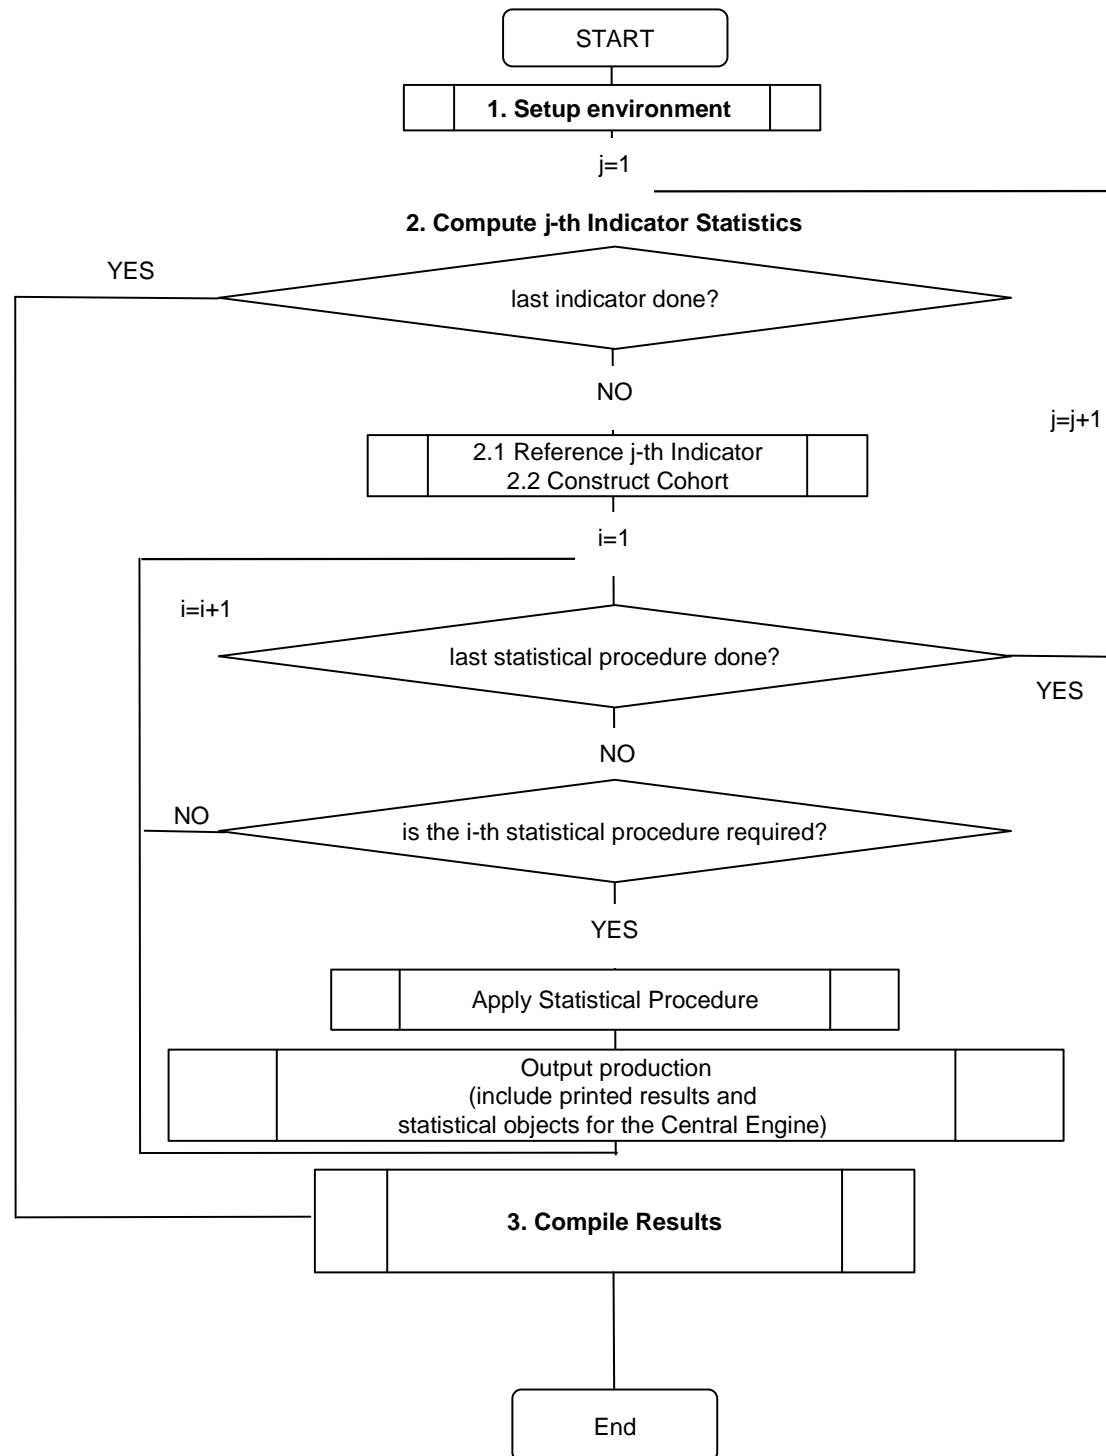 START
1. Setup environment
j=1
2. Compute j-th Indicator Statistics
YES
last indicator done?
NO
j=j+1
2.1 Reference j-th Indicator
2.2 Construct Cohort
i=1
i=i+1
last statistical procedure done?
YES
NO
NO
is the i-th statistical procedure required?
YES
Apply Statistical Procedure
Output production
(include printed results and
statistical objects for the Central Engine)
3. Compile Results
End